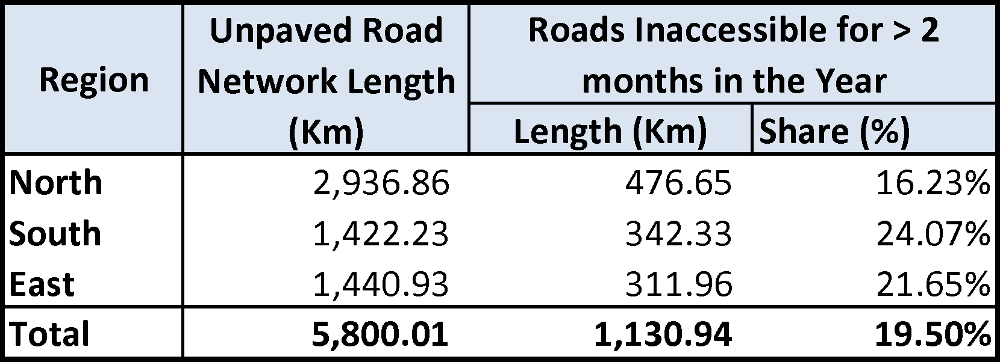 Region
Unpaved Road
Network Length
(Km)
Roads Inaccessible for > 2
months in the Year
Length (Km) Share (%)
North 2,936.86 476.65 16.23%
South 1,422.23 342.33 24.07%
East 1,440.93 311.96 21.65%
Total 5,800.01 1,130.94 19.50%